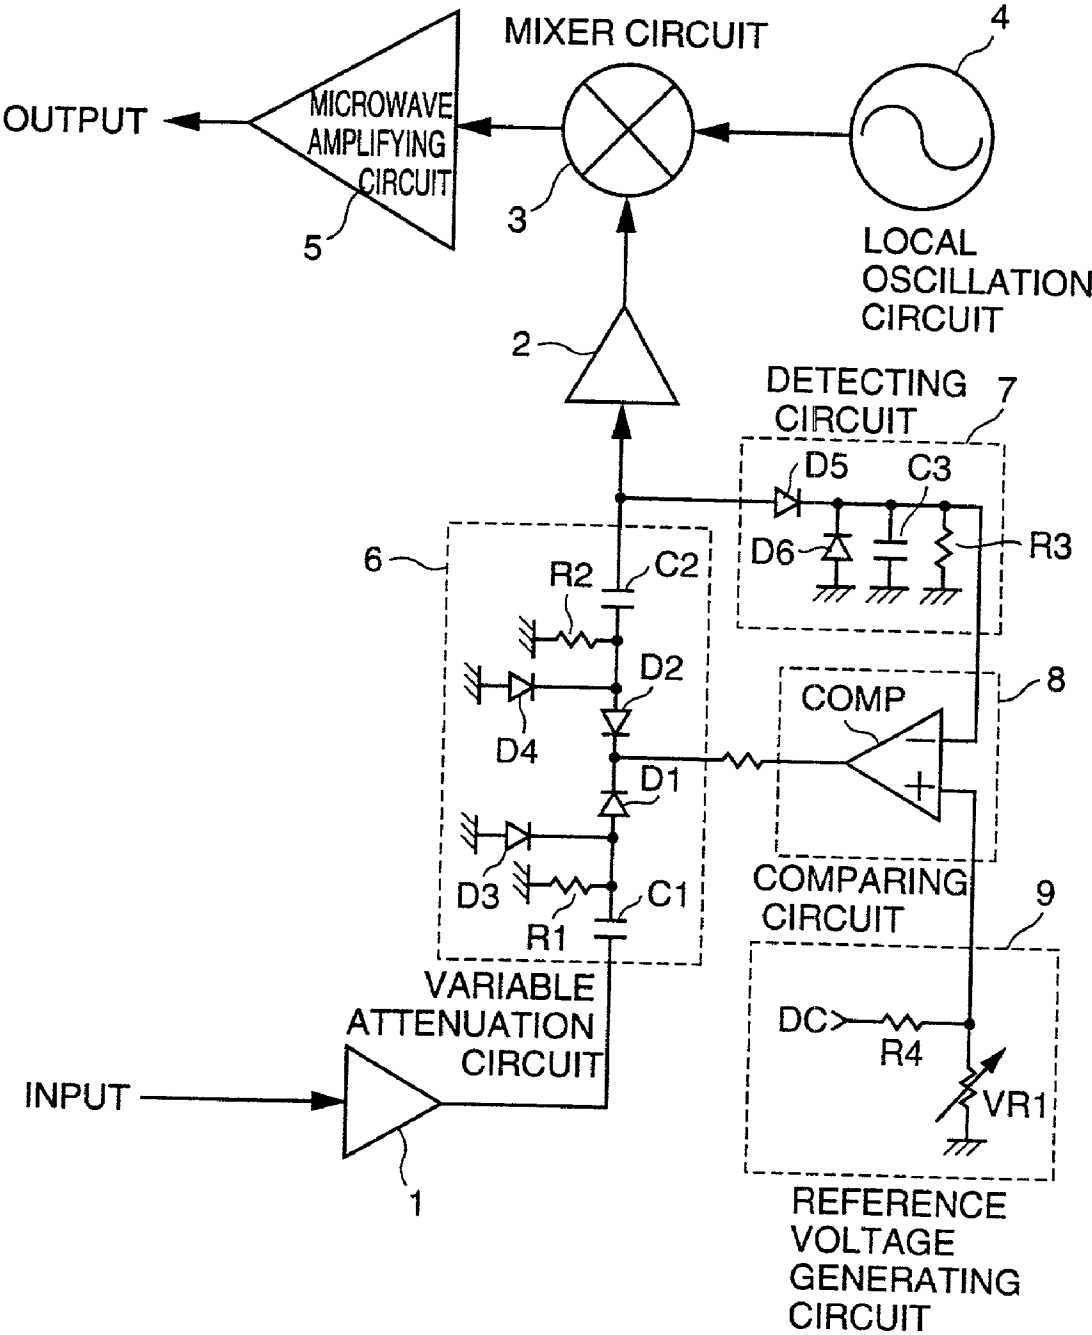 MIXER CIRCUIT
4
OUTPUT
MICROWAVE
AMPLIFYING
CIRCUIT
5
3
LOCAL
OSCILLATION
CIRCUIT
2
DETECTING
CIRCUIT
7
D5
C3
D6
R3
6
R2
C2
D2
D4
D1
D3
R1
C1
COMP
8
−
+
COMPARING
CIRCUIT
9
VARIABLE
ATTENUATION
CIRCUIT
DC
R4
VR1
INPUT
1
REFERENCE
VOLTAGE
GENERATING
CIRCUIT